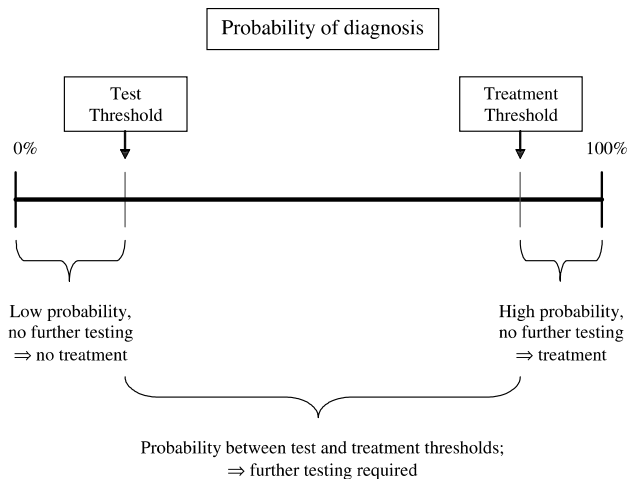 Probability of diagnosis
Test
Threshold
Treatment
Threshold
0%
100%
Low probability,
no further testing
⇒ no treatment
High probability,
no further testing
⇒ treatment
Probability between test and treatment thresholds;
⇒ further testing required